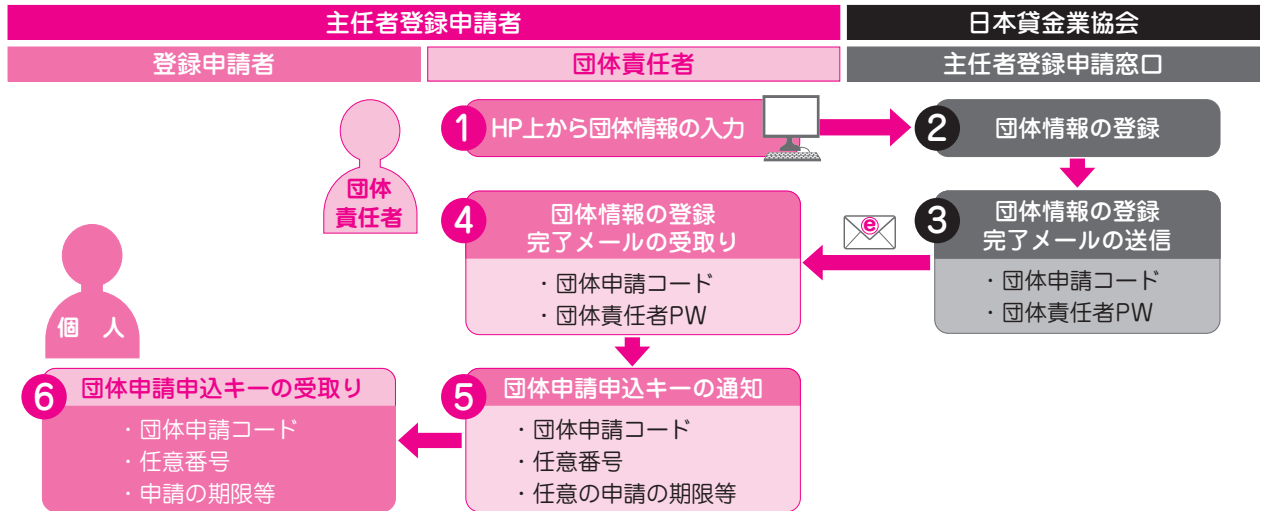 主任者登録申請者
日本貸金業協会
登録申請者
団体責任者
主任者登録申請窓口
1 HP上から団体情報の入力
2 団体情報の登録
団体
責任者
4 団体情報の登録
完了メールの受取り
・団体申請コード
・団体責任者PW
e
3 団体情報の登録
完了メールの送信
・団体申請コード
・団体責任者PW
個 人
6 団体申請申込キーの受取り
・団体申請コード
・任意番号
・申請の期限等
5 団体申請申込キーの通知
・団体申請コード
・任意番号
・任意の申請の期限等